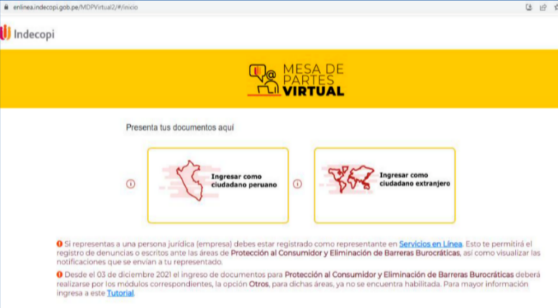 enlinea.indecopi.gob.pe/MDPVirtual2/#/inicio
Indecopi
MESA DE
PARTES
VIRTUAL
Presenta tus documentos aquí
Ingresar como
ciudadano peruano
Ingresar como
ciudadano extranjero
Si representas a una persona jurídica (empresa) debes estar registrado como representante en Servicios en Línea. Esto te permitirá el
registro de denuncias o escritos ante las áreas de Protección al Consumidor y Eliminación de Barreras Burocráticas, así como visualizar las
notificaciones que se envían a tu representado.
Desde el 03 de diciembre 2021 el ingreso de documentos para Protección al Consumidor y Eliminación de Barreras Burocráticas deberá
realizarse por los módulos correspondientes, la opción Otros, para dichas áreas, ya no se encuentra habilitada. Para mayor información
ingresa a este Tutorial